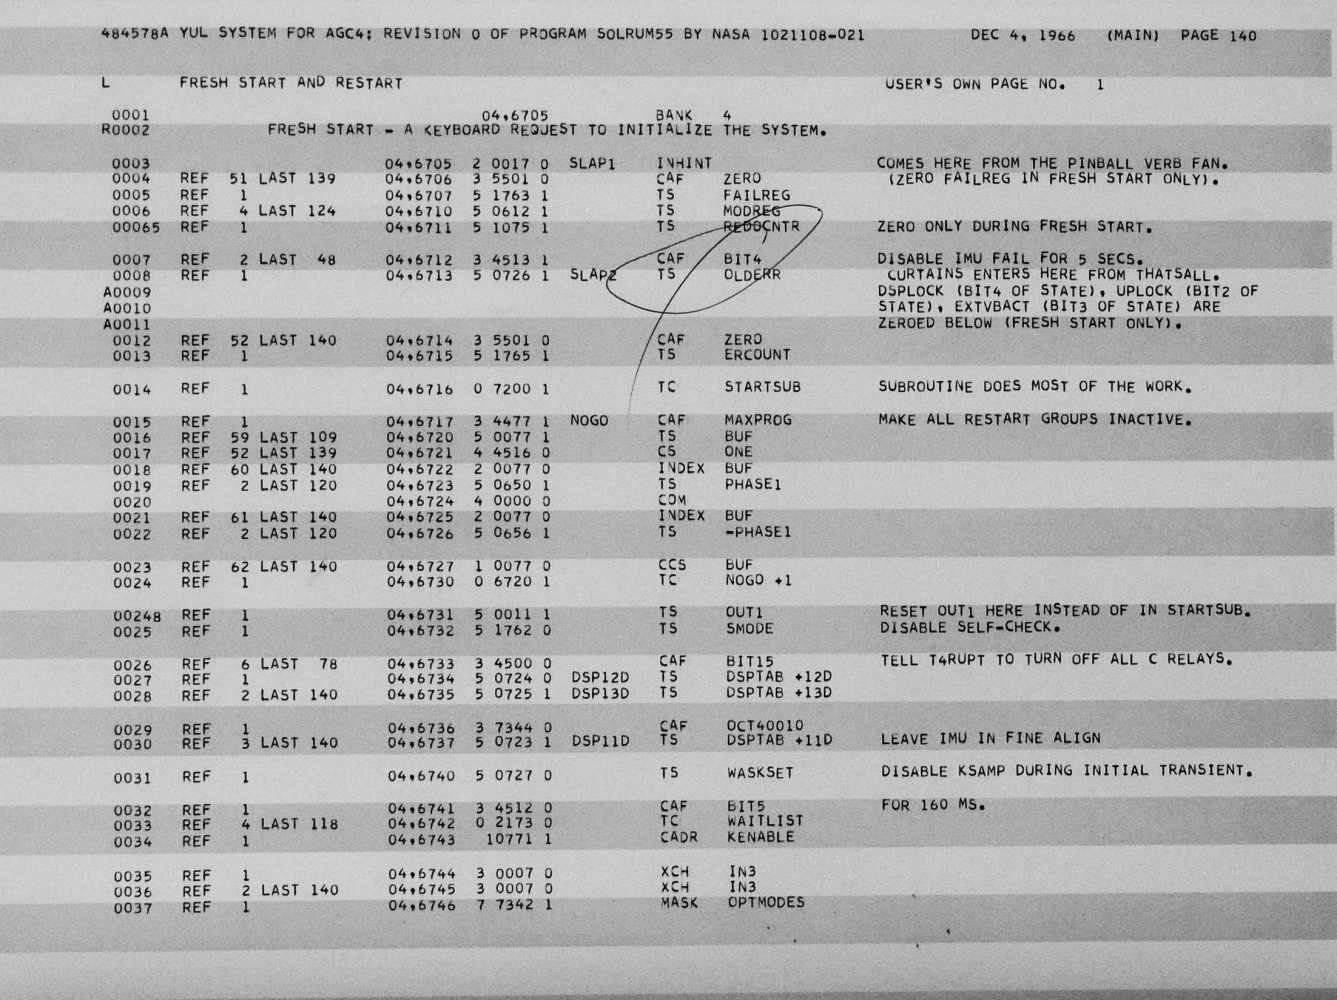 484578A YUL SYSTEM FOR AGC4; REVISION 0 OF PROGRAM SOLRUM55 BY NASA 1021108-021 DEC 4, 1966 (MAIN) PAGE 140
L FRESH START AND RESTART USER'S OWN PAGE NO. 1
0001 04,6705 BANK 4
R0002 FRESH START - A KEYBOARD REQUEST TO INITIALIZE THE SYSTEM.
0003 04,6705 2 0017 0 SLAP1 INHINT COMES HERE FROM THE PINBALL VERB FAN.
0004 REF 51 LAST 139 04,6706 3 5501 0 CAF ZERO (ZERO FAILREG IN FRESH START ONLY).
0005 REF 1 04,6707 5 1763 1 TS FAILREG
0006 REF 4 LAST 124 04,6710 5 0612 1 TS MODREG
00065 REF 1 04,6711 5 1075 1 TS REDOCNTR ZERO ONLY DURING FRESH START.
0007 REF 2 LAST 48 04,6712 3 4513 1 CAF BIT4 DISABLE IMU FAIL FOR 5 SECS.
0008 REF 1 04,6713 5 0726 1 SLAP2 TS OLDERR CURTAINS ENTERS HERE FROM THATSALL.
A0009 DSPLOCK (BIT4 OF STATE), UPLOCK (BIT2 OF
A0010 STATE), EXTVBACT (BIT3 OF STATE) ARE
A0011 ZEROED BELOW (FRESH START ONLY).
0012 REF 52 LAST 140 04,6714 3 5501 0 CAF ZERO
0013 REF 1 04,6715 5 1765 1 TS ERCOUNT
0014 REF 1 04,6716 0 7200 1 TC STARTSUB SUBROUTINE DOES MOST OF THE WORK.
0015 REF 1 04,6717 3 4477 1 NOGO CAF MAXPROG MAKE ALL RESTART GROUPS INACTIVE.
0016 REF 59 LAST 109 04,6720 5 0077 1 TS BUF
0017 REF 52 LAST 139 04,6721 4 4516 0 CS ONE
0018 REF 60 LAST 140 04,6722 2 0077 0 INDEX BUF
0019 REF 2 LAST 120 04,6723 5 0650 1 TS PHASE1
0020 04,6724 4 0000 0 COM
0021 REF 61 LAST 140 04,6725 2 0077 0 INDEX BUF
0022 REF 2 LAST 120 04,6726 5 0656 1 TS -PHASE1
0023 REF 62 LAST 140 04,6727 1 0077 0 CCS BUF
0024 REF 1 04,6730 0 6720 1 TC NOGO +1
00248 REF 1 04,6731 5 0011 1 TS OUT1 RESET OUT1 HERE INSTEAD OF IN STARTSUB.
0025 REF 1 04,6732 5 1762 0 TS SMODE DISABLE SELF-CHECK.
0026 REF 6 LAST 78 04,6733 3 4500 0 CAF BIT15 TELL T4RUPT TO TURN OFF ALL C RELAYS.
0027 REF 1 04,6734 5 0724 0 DSP12D TS DSPTAB +12D
0028 REF 2 LAST 140 04,6735 5 0725 1 DSP13D TS DSPTAB +13D
0029 REF 1 04,6736 3 7344 0 CAF OCT40010
0030 REF 3 LAST 140 04,6737 5 0723 1 DSP11D TS DSPTAB +11D LEAVE IMU IN FINE ALIGN
0031 REF 1 04,6740 5 0727 0 TS WASKSET DISABLE KSAMP DURING INITIAL TRANSIENT.
0032 REF 1 04,6741 3 4512 0 CAF BIT5 FOR 160 MS.
0033 REF 4 LAST 118 04,6742 0 2173 0 TC WAITLIST
0034 REF 1 04,6743 10771 1 CADR KENABLE
0035 REF 1 04,6744 3 0007 0 XCH IN3
0036 REF 2 LAST 140 04,6745 3 0007 0 XCH IN3
0037 REF 1 04,6746 7 7342 1 MASK OPTMODES